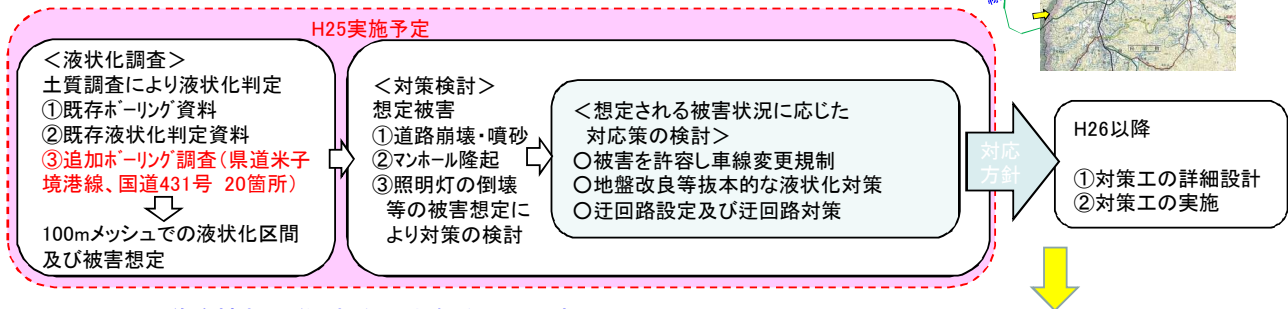 H25実施予定
＜液状化調査＞
土質調査により液状化判定
①既存ﾎﾞｰﾘﾝｸﾞ資料
②既存液状化判定資料
③追加ﾎﾞｰﾘﾝｸﾞ調査（県道米子
境港線、国道431号 20箇所）
100mメッシュでの液状化区間
及び被害想定
＜対策検討＞
想定被害
①道路崩壊・噴砂
②マンホール隆起
③照明灯の倒壊
等の被害想定に
より対策の検討
＜想定される被害状況に応じた
対応策の検討＞
○被害を許容し車線変更規制
○地盤改良等抜本的な液状化対策
○迂回路設定及び迂回路対策
対応
方針
H26以降
①対策工の詳細設計
②対策工の実施